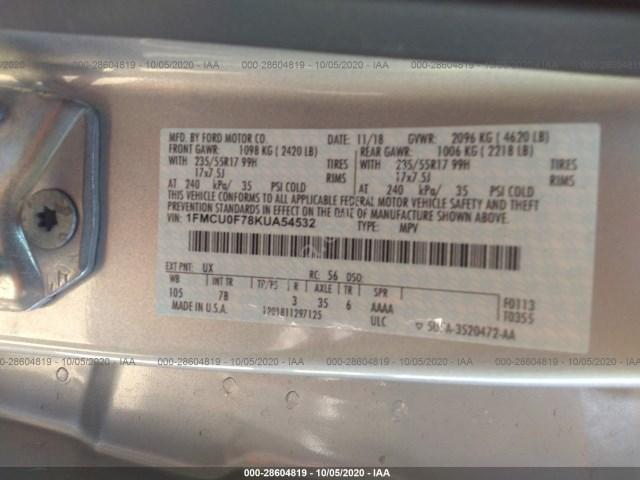 000-28604819 - 10/05/2020 - IAA
MFD. BY FORD MOTOR CO. DATE: 11/18 GVWR: 2096 KG ( 4620 LB)
FRONT GAWR: 1098 KG ( 2420 LB) REAR GAWR: 1006 KG ( 2218 LB)
WITH 235/55R17 99H TIRES WITH 235/55R17 99H TIRES
17x7.5J RIMS 17x7.5J RIMS
AT 240 kPa/ 35 PSI COLD AT 240 kPa/ 35 PSI COLD
THIS VEHICLE CONFORMS TO ALL APPLICABLE FEDERAL MOTOR VEHICLE SAFETY AND THEFT
PREVENTION STANDARDS IN EFFECT ON THE DATE OF MANUFACTURE SHOWN ABOVE.
VIN: 1FMCU0F78KUA54532 TYPE: MPV
EXT PNT: UX RC: 56 DSO:
WB INT TR TP/PS R AXLE TR SPR
105 7B 3 35 6 AAAA F0113
MADE IN U.S.A. 1201811297125 ULC T0355
-3520472-AA
000-28604819 - 10/05/2020 - IAA
000-28604819 - 10/05/2020 - IAA